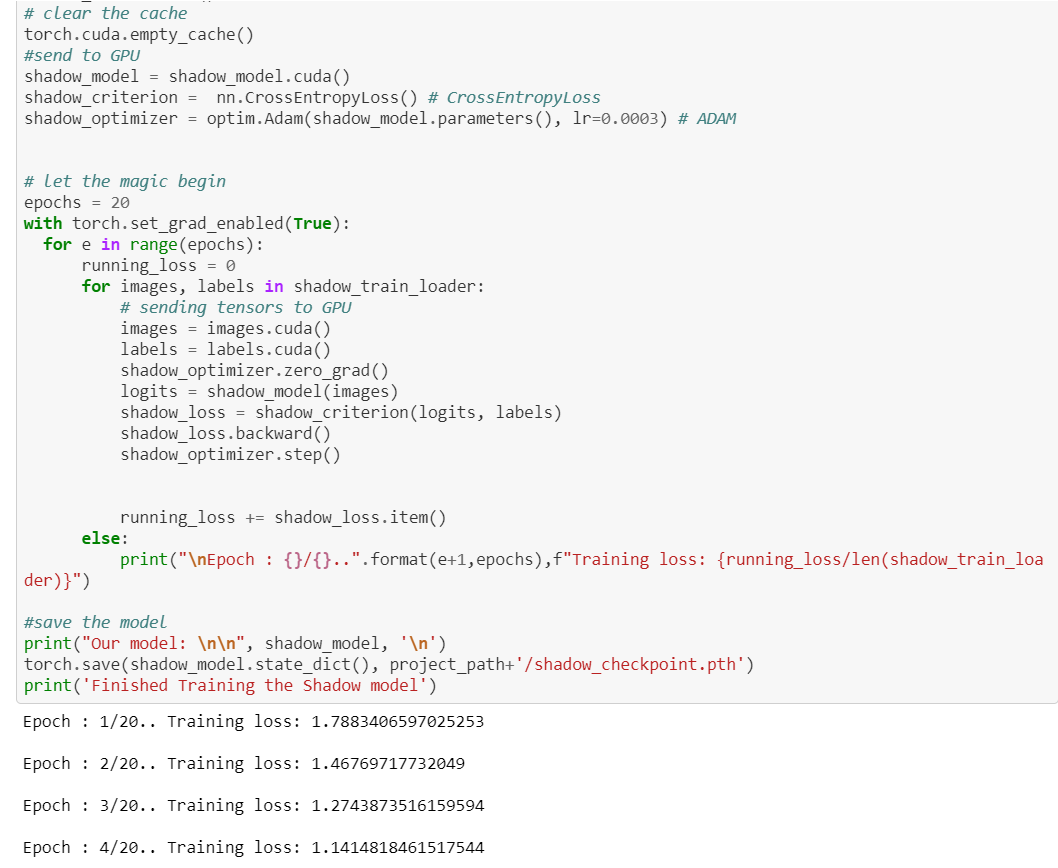 # clear the cache
torch.cuda.empty_cache()
#send to GPU
shadow_model = shadow_model.cuda()
shadow_criterion =  nn.CrossEntropyLoss() # CrossEntropyLoss
shadow_optimizer = optim.Adam(shadow_model.parameters(), lr=0.0003) # ADAM
# let the magic begin
epochs = 20
with torch.set_grad_enabled(True):
  for e in range(epochs):
      running_loss = 0
      for images, labels in shadow_train_loader:
          # sending tensors to GPU
          images = images.cuda()
          labels = labels.cuda()
          shadow_optimizer.zero_grad()
          logits = shadow_model(images)
          shadow_loss = shadow_criterion(logits, labels)
          shadow_loss.backward()
          shadow_optimizer.step()
          running_loss += shadow_loss.item()
      else:
          print("\nEpoch : {}/{}..".format(e+1,epochs),f"Training loss: {running_loss/len(shadow_train_loa
der)}")
#save the model
print("Our model: \n\n", shadow_model, '\n')
torch.save(shadow_model.state_dict(), project_path+'/shadow_checkpoint.pth')
print('Finished Training the Shadow model')
Epoch : 1/20.. Training loss: 1.7883406597025253
Epoch : 2/20.. Training loss: 1.46769717732049
Epoch : 3/20.. Training loss: 1.2743873516159594
Epoch : 4/20.. Training loss: 1.1414818461517544